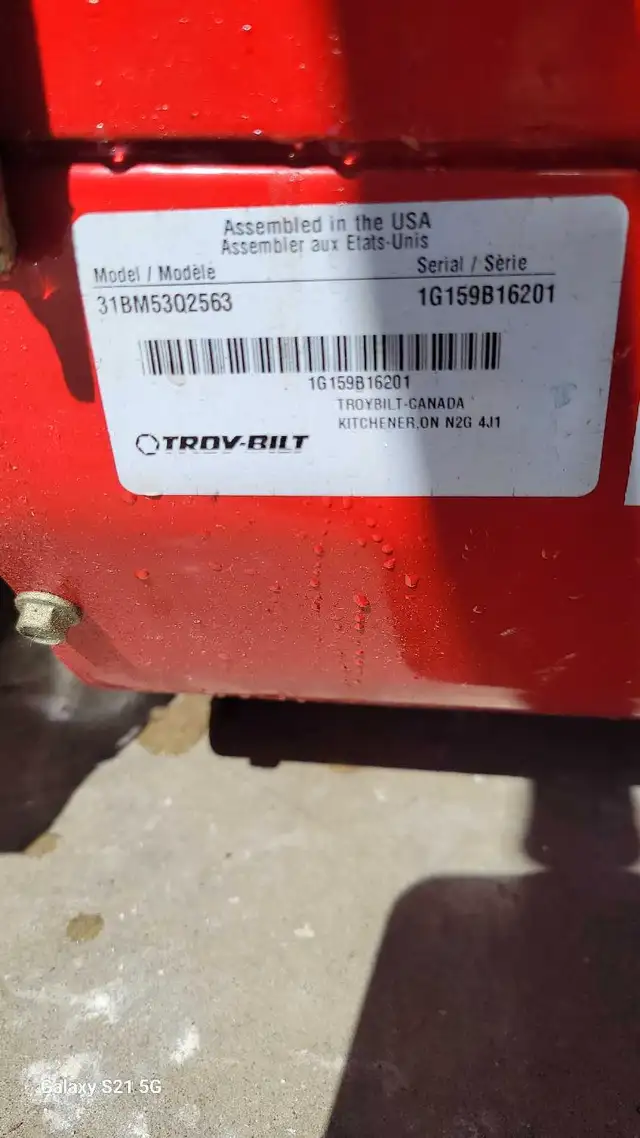 Assembled in the USA
Assembler aux Etats-Unis
Model / Modèle
Serial / Série
31BM53Q2563
1G159B16201
1G159B16201
TROYBILT-CANADA
KITCHENER,ON N2G 4J1
TROY-BILT
Galaxy S21 5G